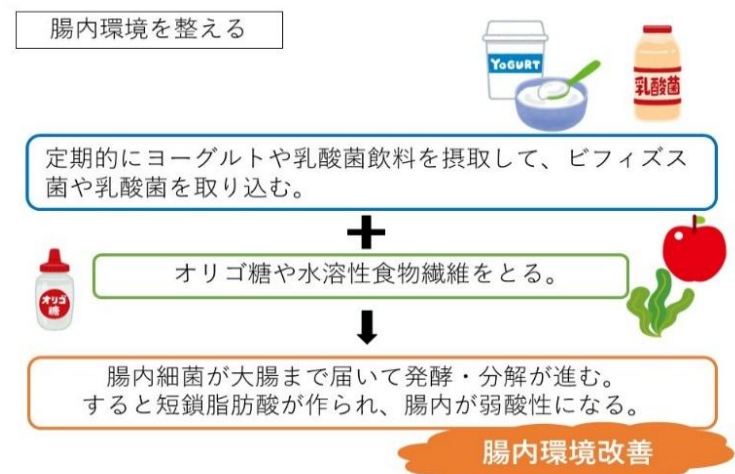 腸内環境を整える
YOGURT
乳酸菌
定期的にヨーグルトや乳酸菌飲料を摂取して、ビフィズス
菌や乳酸菌を取り込む。
オリゴ糖や水溶性食物繊維をとる。
オリゴ
糖
腸内細菌が大腸まで届いて発酵・分解が進む。
すると短鎖脂肪酸が作られ、腸内が弱酸性になる。
腸内環境改善